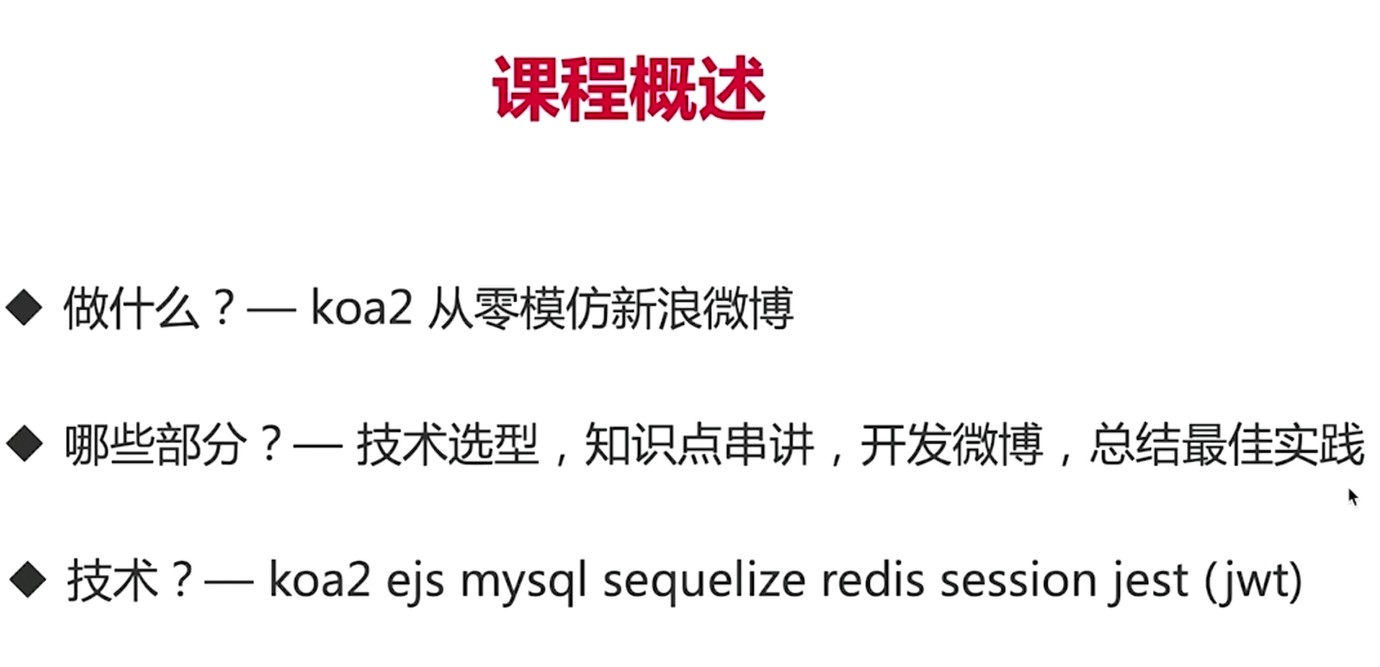 课程概述
◆ 做什么？— koa2 从零模仿新浪微博
◆ 哪些部分？— 技术选型，知识点串讲，开发微博，总结最佳实践
◆ 技术？— koa2 ejs mysql sequelize redis session jest (jwt)